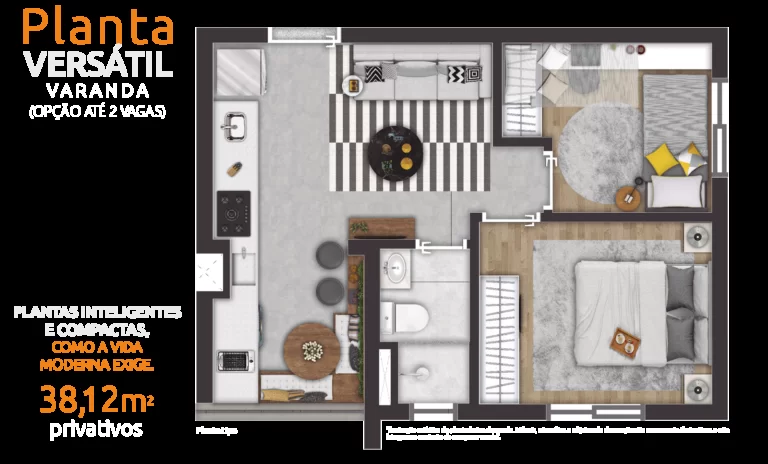 Planta
VERSÁTIL
VARANDA
(OPÇÃO ATÉ 2 VAGAS)
PLANTAS INTELIGENTES
E COMPACTAS,
COMO A VIDA
MODERNA EXIGE.
38,12m²
privativos